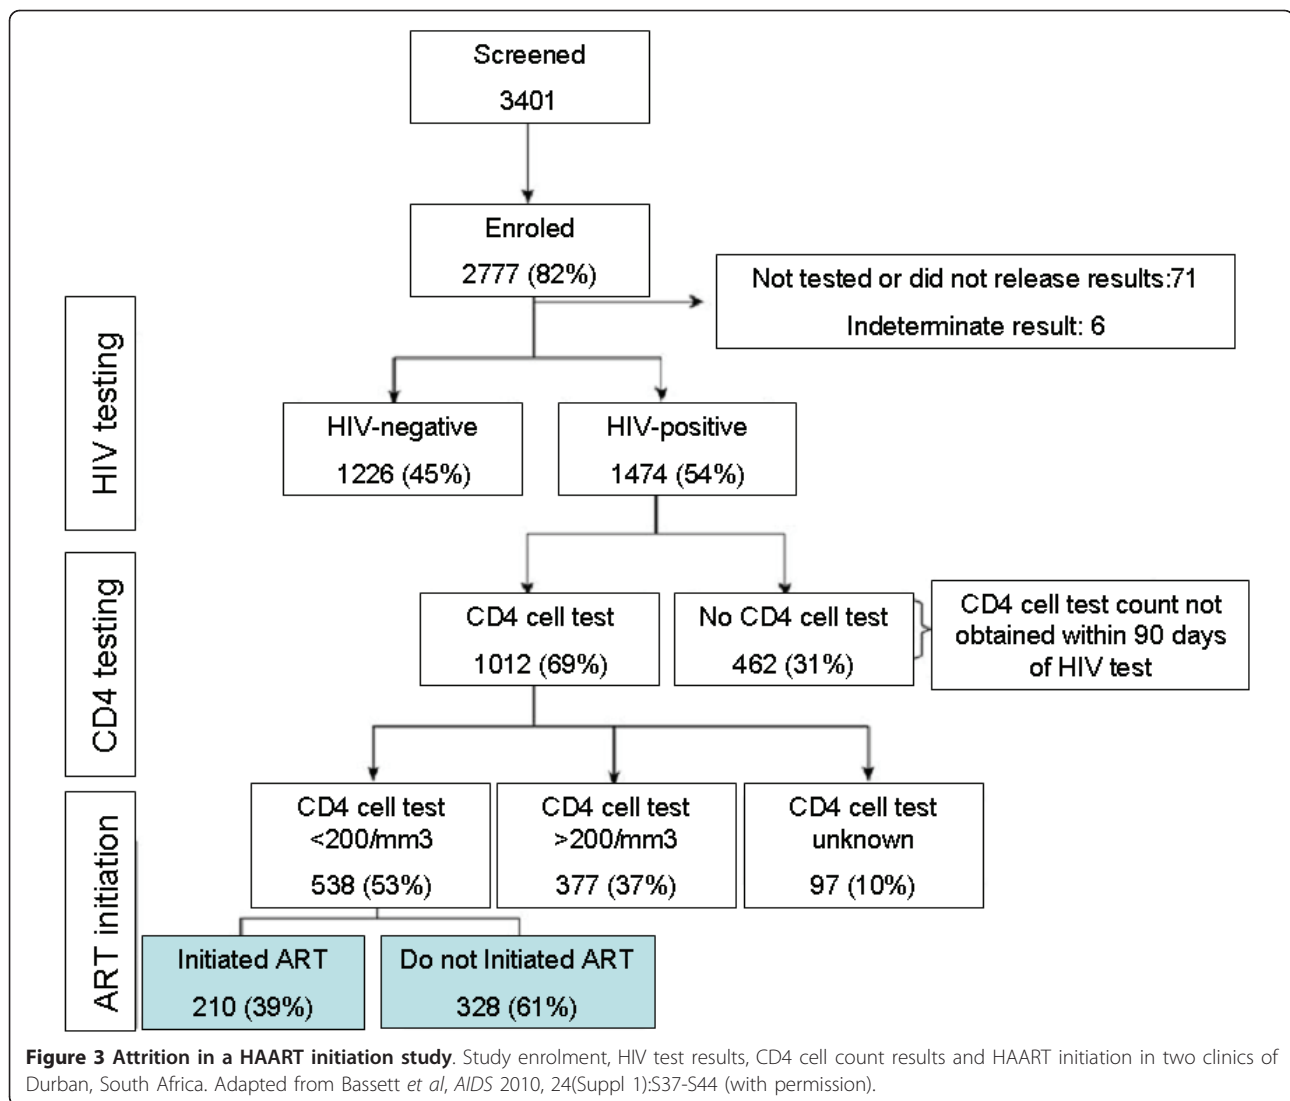 Screened
3401
Enroled
2777 (82%)
Not tested or did not release results:71
Indeterminate result: 6
HIV testing
HIV-negative
1226 (45%)
HIV-positive
1474 (54%)
CD4 testing
CD4 cell test
1012 (69%)
No CD4 cell test
462 (31%)
CD4 cell test count not
obtained within 90 days
of HIV test
ART initiation
CD4 cell test
<200/mm3
538 (53%)
CD4 cell test
>200/mm3
377 (37%)
CD4 cell test
unknown
97 (10%)
Initiated ART
210 (39%)
Do not Initiated ART
328 (61%)
Figure 3 Attrition in a HAART initiation study. Study enrolment, HIV test results, CD4 cell count results and HAART initiation in two clinics of
Durban, South Africa. Adapted from Bassett et al, AIDS 2010, 24(Suppl 1):S37-S44 (with permission).